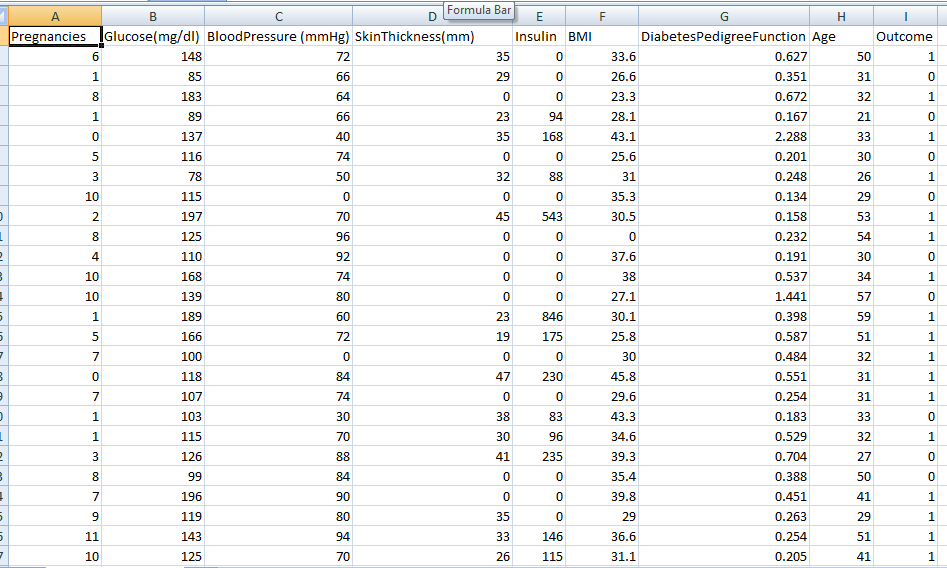 Formula Bar
A B C D E F G H I
Pregnancies Glucose(mg/dl) BloodPressure (mmHg) SkinThickness(mm) Insulin BMI DiabetesPedigreeFunction Age Outcome
6 148 72 35 0 33.6 0.627 50 1
1 85 66 29 0 26.6 0.351 31 0
8 183 64 0 0 23.3 0.672 32 1
1 89 66 23 94 28.1 0.167 21 0
0 137 40 35 168 43.1 2.288 33 1
5 116 74 0 0 25.6 0.201 30 0
3 78 50 32 88 31 0.248 26 1
10 115 0 0 0 35.3 0.134 29 0
2 197 70 45 543 30.5 0.158 53 1
8 125 96 0 0 0 0.232 54 1
4 110 92 0 0 37.6 0.191 30 0
10 168 74 0 0 38 0.537 34 1
10 139 80 0 0 27.1 1.441 57 0
1 189 60 23 846 30.1 0.398 59 1
5 166 72 19 175 25.8 0.587 51 1
7 100 0 0 0 30 0.484 32 1
0 118 84 47 230 45.8 0.551 31 1
7 107 74 0 0 29.6 0.254 31 1
1 103 30 38 83 43.3 0.183 33 0
1 115 70 30 96 34.6 0.529 32 1
3 126 88 41 235 39.3 0.704 27 0
8 99 84 0 0 35.4 0.388 50 0
7 196 90 0 0 39.8 0.451 41 1
9 119 80 35 0 29 0.263 29 1
11 143 94 33 146 36.6 0.254 51 1
10 125 70 26 115 31.1 0.205 41 1